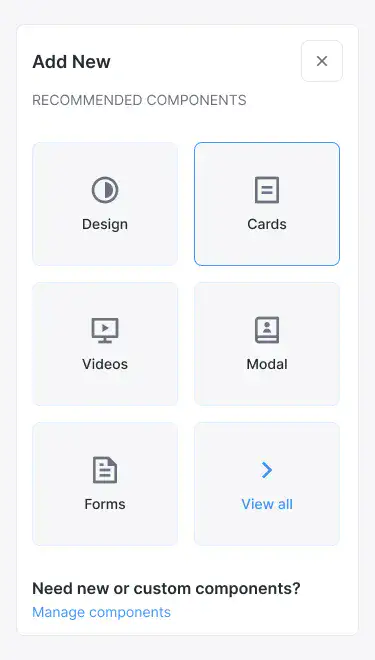 Add New
RECOMMENDED COMPONENTS
Design
Cards
Videos
Modal
Forms
View all
Need new or custom components?
Manage components